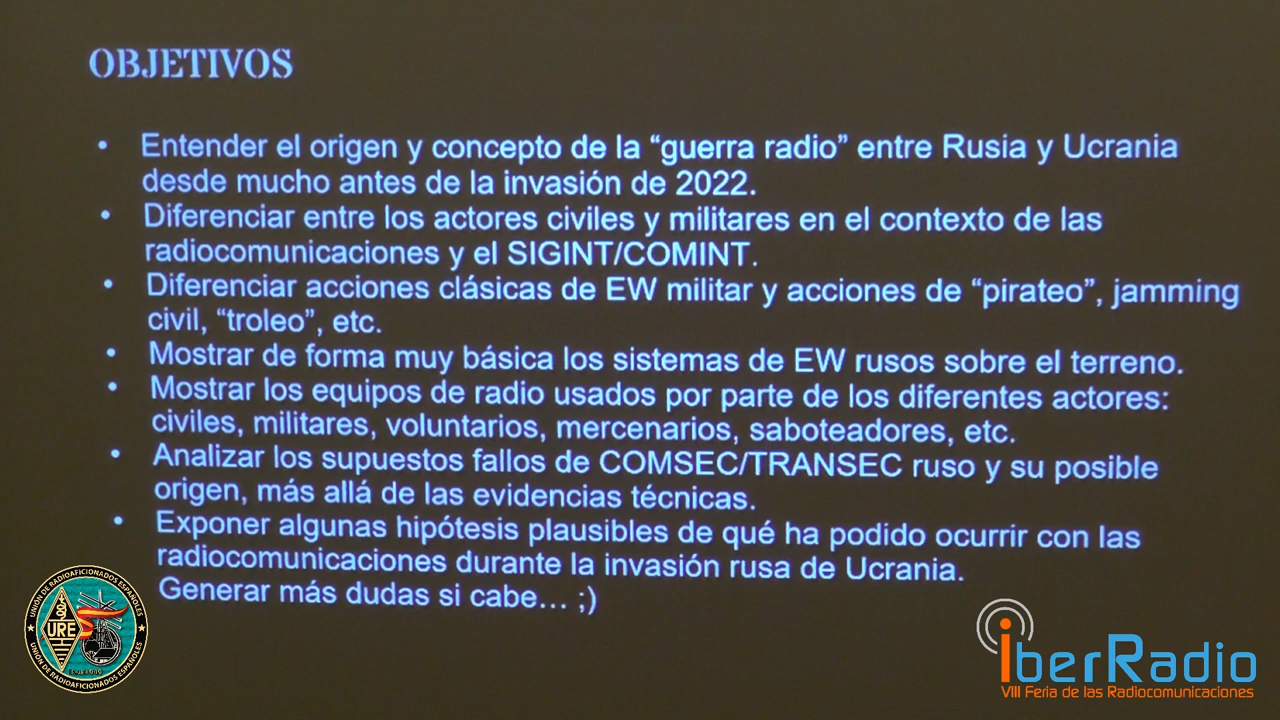 OBJETIVOS
• Entender el origen y concepto de la “guerra radio” entre Rusia y Ucrania
desde mucho antes de la invasión de 2022.
• Diferenciar entre los actores civiles y militares en el contexto de las
radiocomunicaciones y el SIGINT/COMINT.
• Diferenciar acciones clásicas de EW militar y acciones de “pirateo”, jamming
civil, “troleo”, etc.
• Mostrar de forma muy básica los sistemas de EW rusos sobre el terreno.
• Mostrar los equipos de radio usados por parte de los diferentes actores:
civiles, militares, voluntarios, mercenarios, saboteadores, etc.
• Analizar los supuestos fallos de COMSEC/TRANSEC ruso y su posible
origen, más allá de las evidencias técnicas.
• Exponer algunas hipótesis plausibles de qué ha podido ocurrir con las
radiocomunicaciones durante la invasión rusa de Ucrania.
Generar más dudas si cabe… ;)
UNIÓN DE RADIOAFICIONADOS ESPAÑOLES
URE
UNIÓN DE RADIOAFICIONADOS ESPAÑOLES
IberRadio
VIII Feria de las Radiocomunicaciones